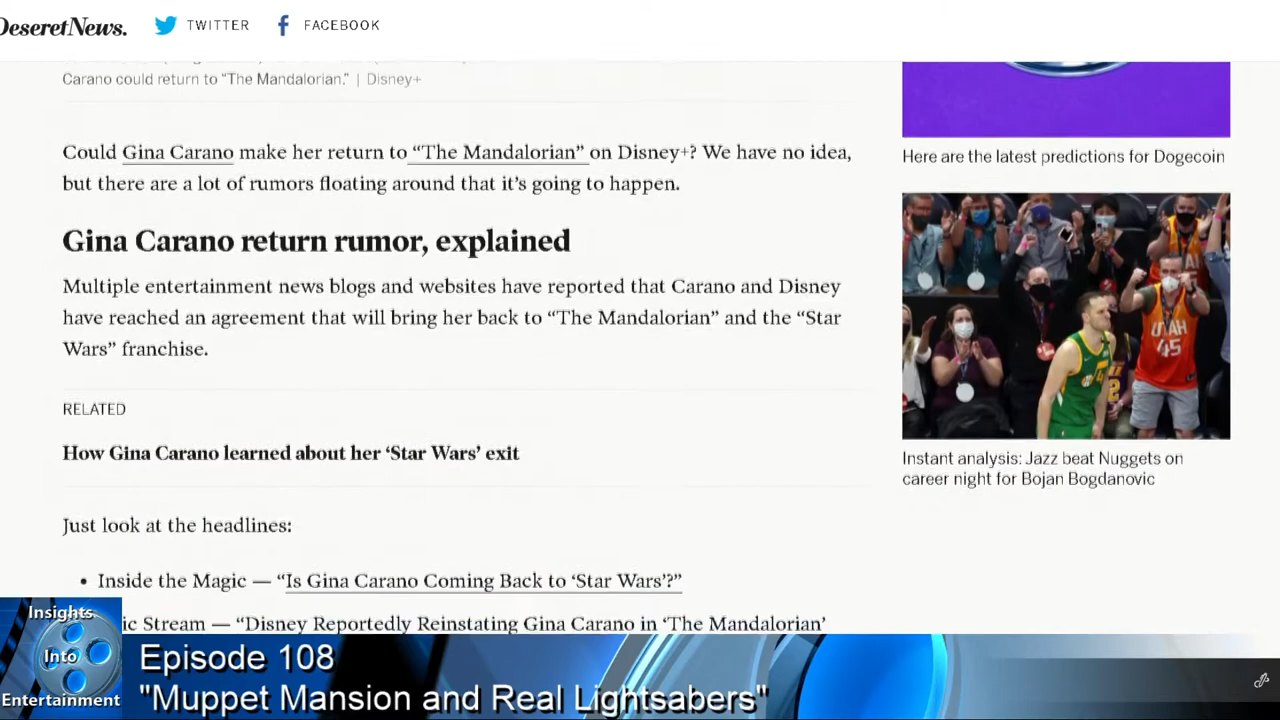 DeseretNews.
TWITTER
FACEBOOK
Carano could return to “The Mandalorian.” | Disney+
Could Gina Carano make her return to “The Mandalorian” on Disney+? We have no idea,
but there are a lot of rumors floating around that it’s going to happen.
Gina Carano return rumor, explained
Multiple entertainment news blogs and websites have reported that Carano and Disney
have reached an agreement that will bring her back to “The Mandalorian” and the “Star
Wars” franchise.
RELATED
How Gina Carano learned about her ‘Star Wars’ exit
Just look at the headlines:
• Inside the Magic — “Is Gina Carano Coming Back to ‘Star Wars’?”
Stream — “Disney Reportedly Reinstating Gina Carano in ‘The Mandalorian’
Here are the latest predictions for Dogecoin
UTAH
45
Instant analysis: Jazz beat Nuggets on
career night for Bojan Bogdanovic
Insights
Into
Entertainment
Episode 108
"Muppet Mansion and Real Lightsabers"